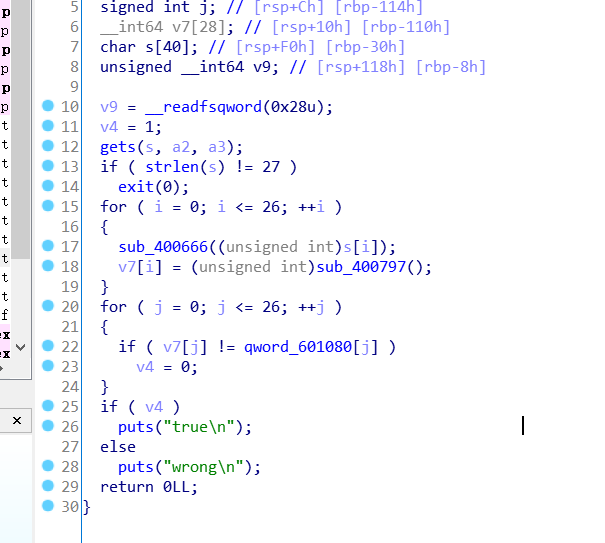 5 signed int j; // [rsp+Ch] [rbp-114h]
6 __int64 v7[28]; // [rsp+10h] [rbp-110h]
7 char s[40]; // [rsp+F0h] [rbp-30h]
8 unsigned __int64 v9; // [rsp+118h] [rbp-8h]
9
10 v9 = __readfsqword(0x28u);
11 v4 = 1;
12 gets(s, a2, a3);
13 if ( strlen(s) != 27 )
14 exit(0);
15 for ( i = 0; i <= 26; ++i )
16 {
17 sub_400666((unsigned int)s[i]);
18 v7[i] = (unsigned int)sub_400797();
19 }
20 for ( j = 0; j <= 26; ++j )
21 {
22 if ( v7[j] != qword_601080[j] )
23 v4 = 0;
24 }
25 if ( v4 )
26 puts("true\n");
27 else
28 puts("wrong\n");
29 return 0LL;
30 }